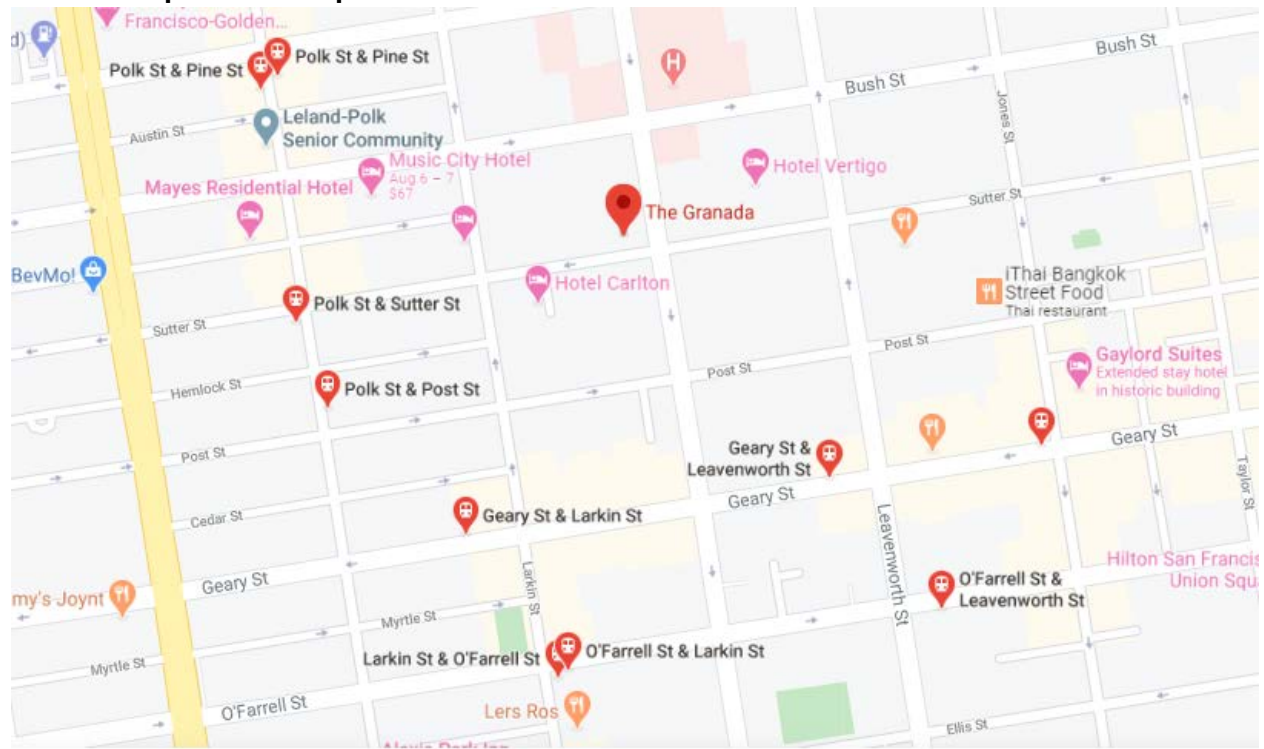 Francisco-Golden...
d)
Polk St & Pine St
Polk St & Pine St
Bush St
Bush St
Austin St
Leland-Polk
Senior Community
Jones St
Music City Hotel
Aug 6 – 7
$67
Mayes Residential Hotel
H
Hotel Vertigo
The Granada
Sutter St
BevMo!
Hotel Carlton
iThai Bangkok
Street Food
Thai restaurant
Polk St & Sutter St
Sutter St
Post St
Gaylord Suites
Extended stay hotel
in historic building
Hemlock St
Polk St & Post St
Post St
Geary St
Post St
Geary St &
Leavenworth St
Taylor St
Geary St
Cedar St
Geary St & Larkin St
Leavenworth St
Geary St
Larkin St
my's Joynt
Hilton San Francis
Union Squ
O'Farrell St &
Leavenworth St
Myrtle St
Myrtle St
Larkin St & O'Farrell St
O'Farrell St & Larkin St
O'Farrell St
Lers Ros
Ellis St